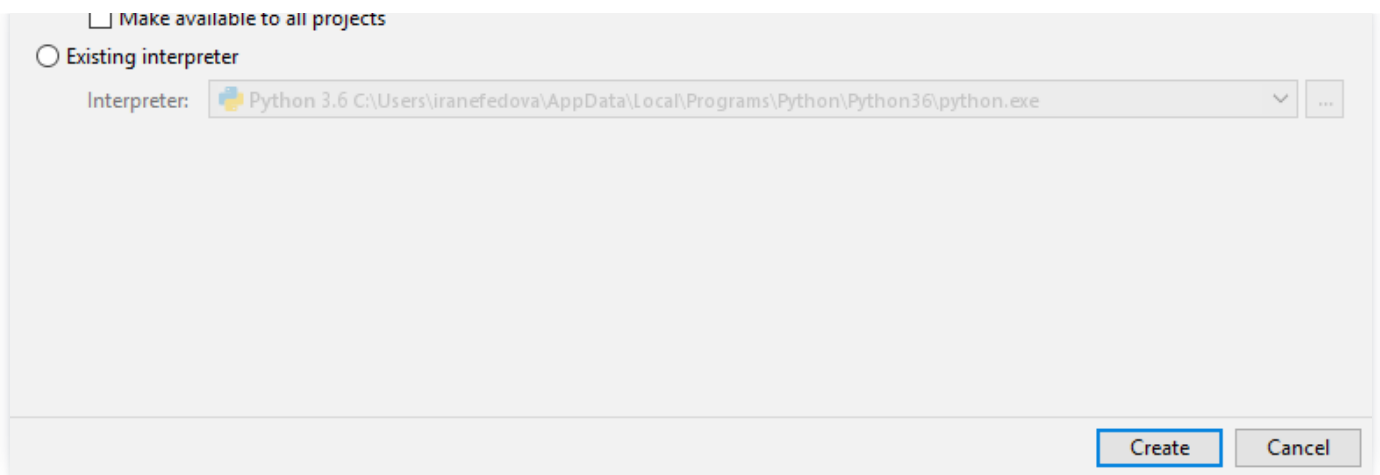 Make available to all projects
Existing interpreter
Interpreter: Python 3.6 C:\Users\iranefedova\AppData\Local\Programs\Python\Python36\python.exe ...
Create Cancel